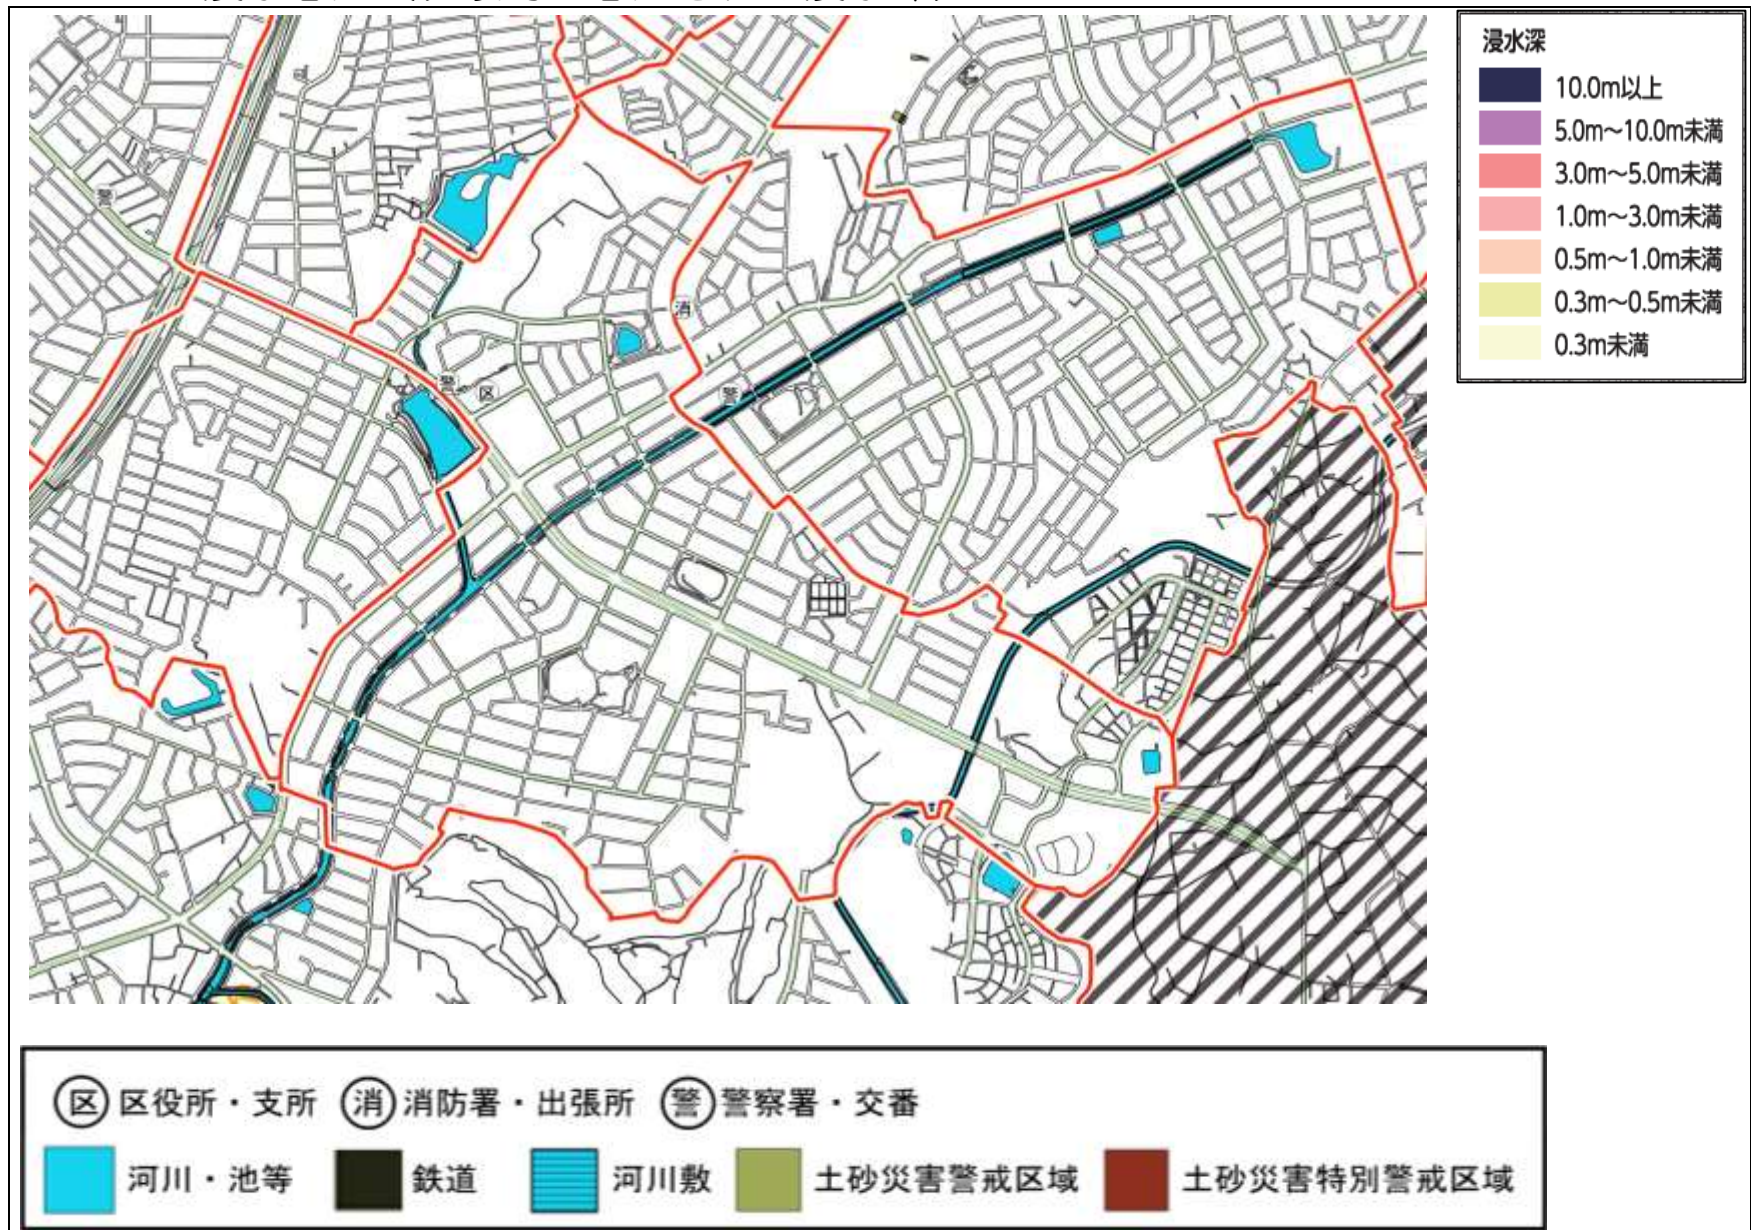 警
消
警
区
警
浸水深
10.0m以上
5.0m～10.0m未満
3.0m～5.0m未満
1.0m～3.0m未満
0.5m～1.0m未満
0.3m～0.5m未満
0.3m未満
区 区役所・支所 消 消防署・出張所 警 警察署・交番
河川・池等 鉄道 河川敷 土砂災害警戒区域 土砂災害特別警戒区域